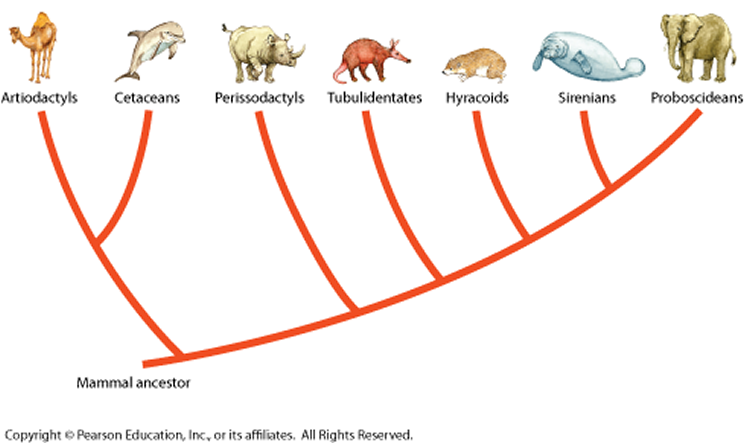 Artiodactyls Cetaceans Perissodactyls Tubulidentates Hyracoids Sirenians Proboscideans
Mammal ancestor
Copyright © Pearson Education, Inc., or its affiliates. All Rights Reserved.